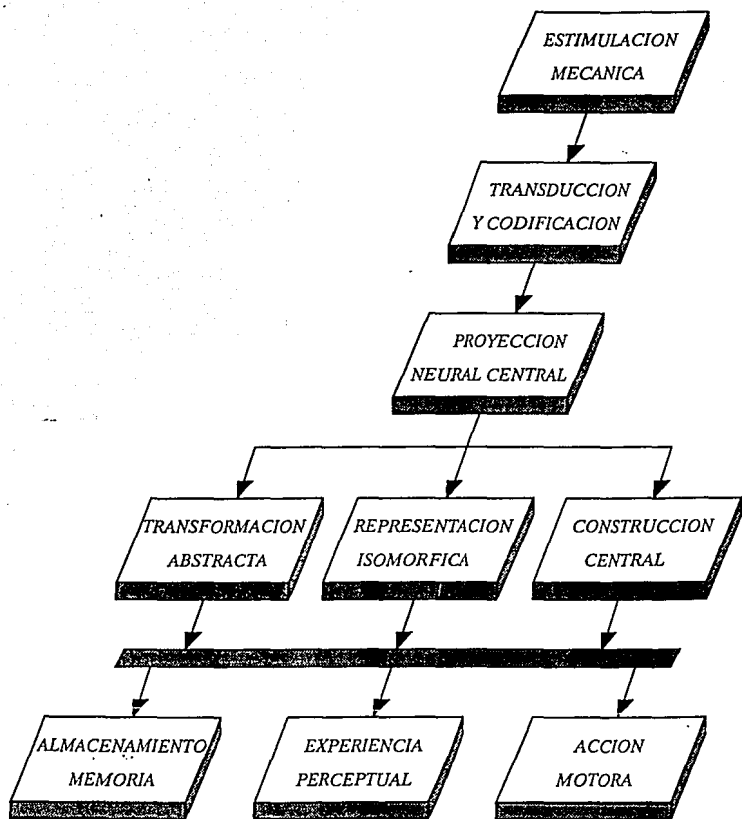 ESTIMULACION
MECANICA
TRANSDUCCION
Y CODIFICACION
PROYECCION
NEURAL CENTRAL
TRANSFORMACION
ABSTRACTA
REPRESENTACION
ISOMORFICA
CONSTRUCCION
CENTRAL
ALMACENAMIENTO
MEMORIA
EXPERIENCIA
PERCEPTUAL
ACCION
MOTORA